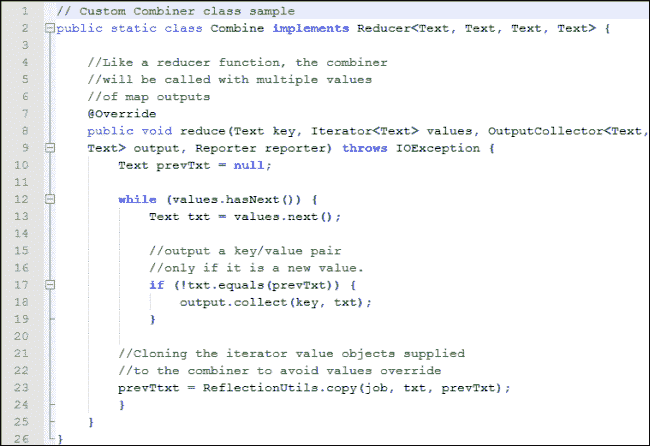 1 // Custom Combiner class sample
2 public static class Combine implements Reducer<Text, Text, Text, Text> {
3
4 //Like a reducer function, the combiner
5 //will be called with multiple values
6 //of map outputs
7 @Override
8 public void reduce(Text key, Iterator<Text> values, OutputCollector<Text,
9 Text> output, Reporter reporter) throws IOException {
10 Text prevTxt = null;
11
12 while (values.hasNext()) {
13 Text txt = values.next();
14
15 //output a key/value pair
16 //only if it is a new value.
17 if (!txt.equals(prevTxt)) {
18 output.collect(key, txt);
19 }
20
21 //Cloning the iterator value objects supplied
22 //to the combiner to avoid values override
23 prevTtxt = ReflectionUtils.copy(job, txt, prevTxt);
24 }
25 }
26 }